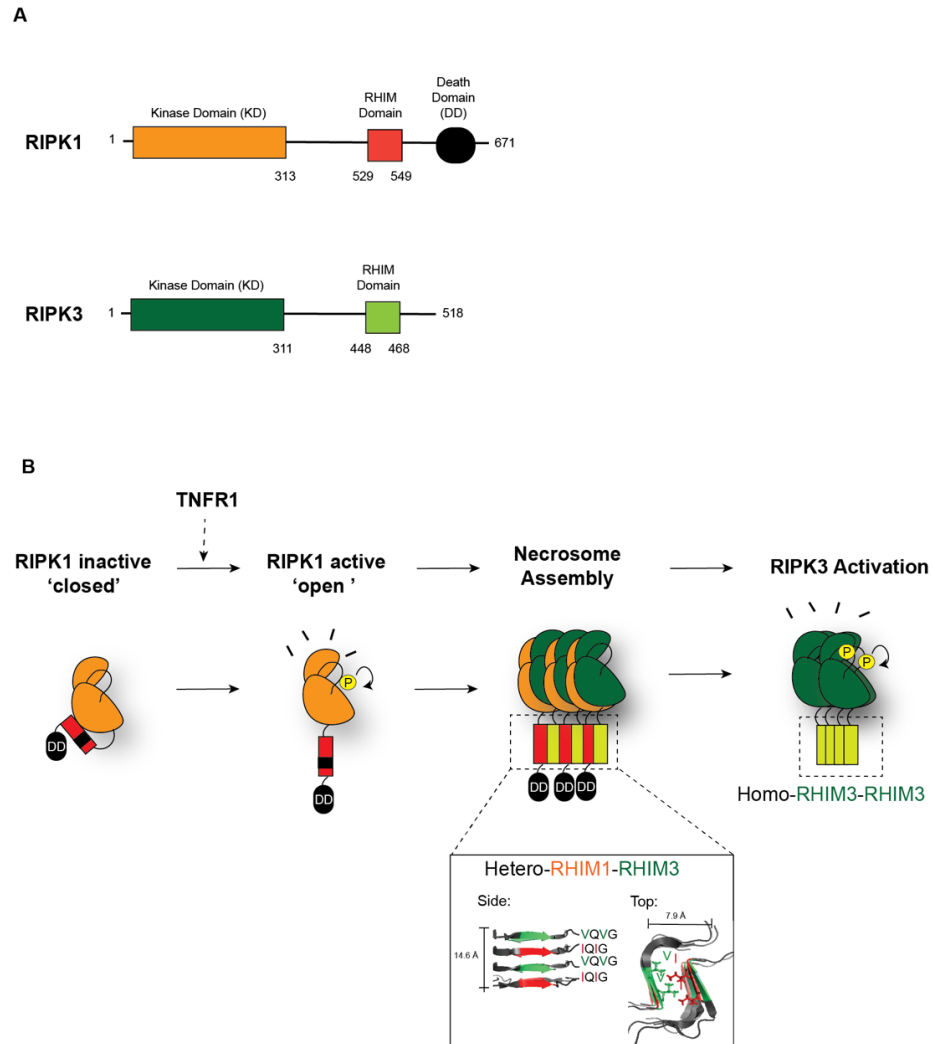 A
Kinase Domain (KD)
RHIM
Domain
Death
Domain
(DD)
RIPK1
1
671
313
529
549
Kinase Domain (KD)
RHIM
Domain
RIPK3
1
518
311
448
468
B
TNFR1
RIPK1 inactive
'closed'
RIPK1 active
'open '
Necrosome
Assembly
RIPK3 Activation
P
P
P
DD
DD
DD
DD
DD
Homo-RHIM3-RHIM3
Hetero-RHIM1-RHIM3
Side:
Top:
14.6 Å
VQVG
IQIG
VQVG
IQIG
7.9 Å
V
I
V